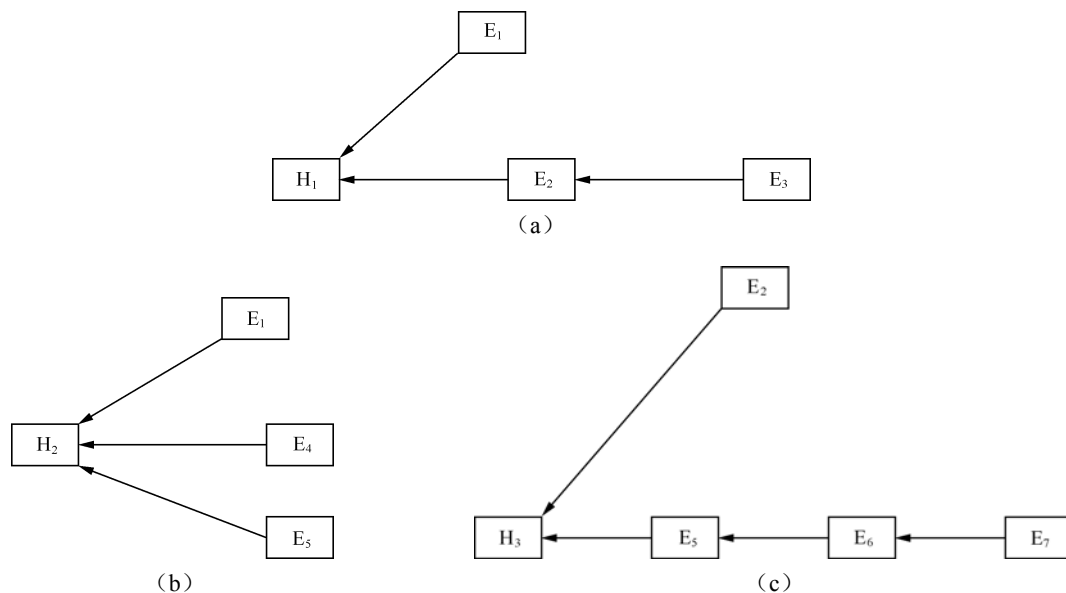 E₁
H₁ E₂ E₃
（a）
E₁
H₂ E₄
E₅
（b）
E₂
H₃ E₅ E₆ E₇
（c）